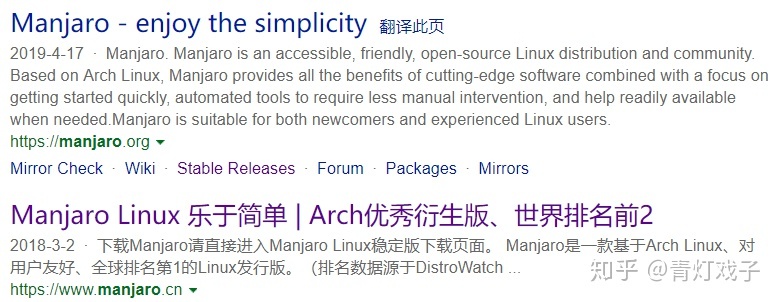 Manjaro - enjoy the simplicity 翻译此页
2019-4-17 · Manjaro. Manjaro is an accessible, friendly, open-source Linux distribution and community.
Based on Arch Linux, Manjaro provides all the benefits of cutting-edge software combined with a focus on
getting started quickly, automated tools to require less manual intervention, and help readily available
when needed.Manjaro is suitable for both newcomers and experienced Linux users.
https://manjaro.org
Mirror Check · Wiki · Stable Releases · Forum · Packages · Mirrors
Manjaro Linux 乐于简单 | Arch优秀衍生版、世界排名前2
2018-3-2 · 下载Manjaro请直接进入Manjaro Linux稳定版下载页面。 Manjaro是一款基于Arch Linux、对
用户友好、全球排名第1的Linux发行版。（排名数据源于DistroWatch ...
https://www.manjaro.cn
知乎 @青灯戏子